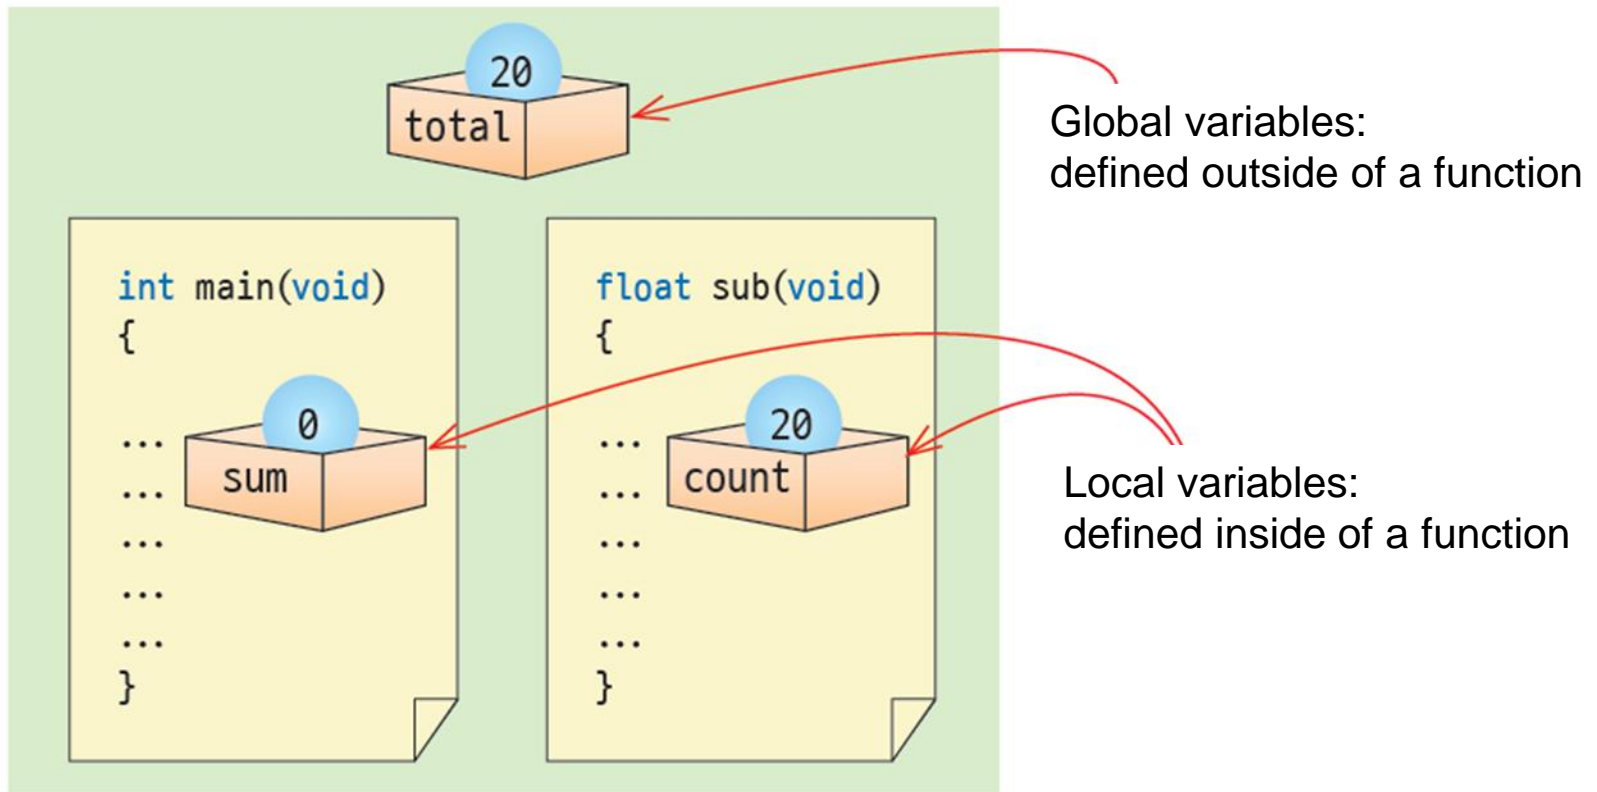 20
total
Global variables:
defined outside of a function
int main(void)
{
0
...
sum
...
...
...
...
}
float sub(void)
{
20
...
count
...
...
...
...
}
Local variables:
defined inside of a function